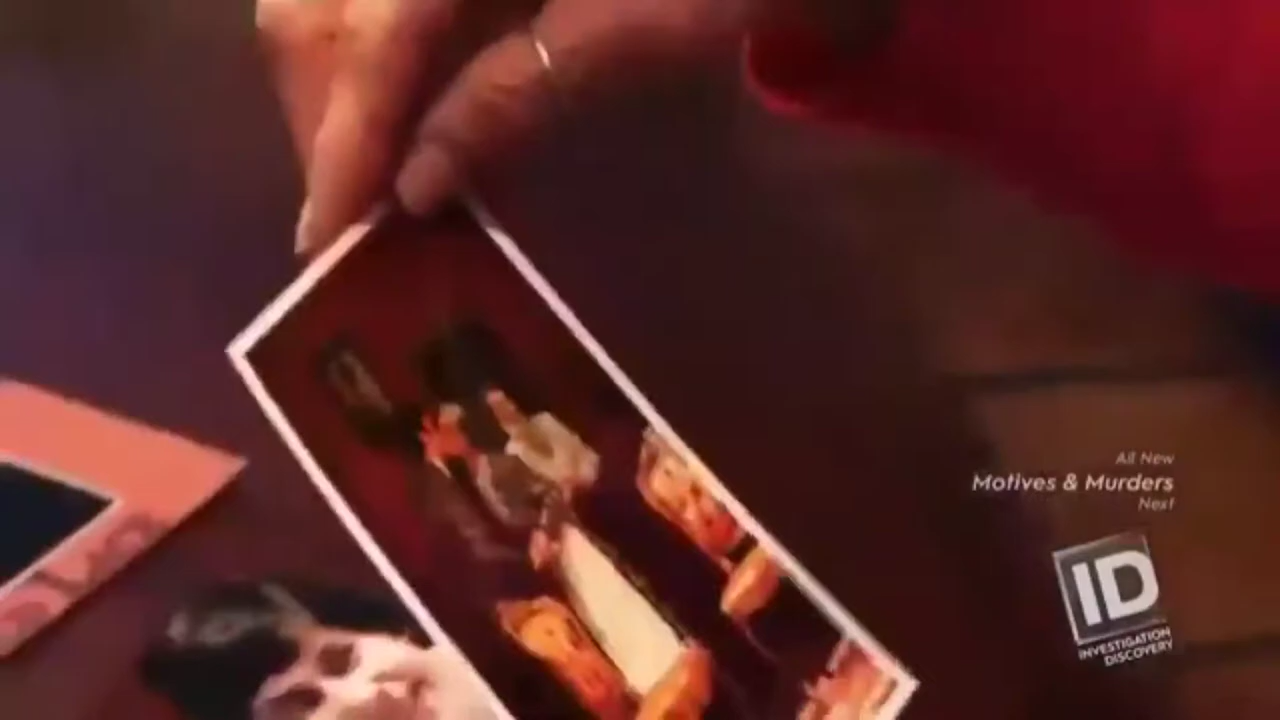 All New
Motives & Murders
Next
ID
INVESTIGATION
DISCOVERY